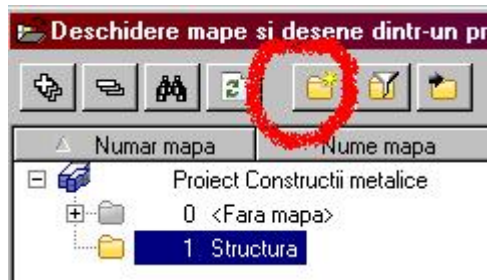 Deschidere mape si desene dintr-un pr
Numar mapa Nume mapa
Proiect Constructii metalice
0 <Fara mapa>
1 Structura